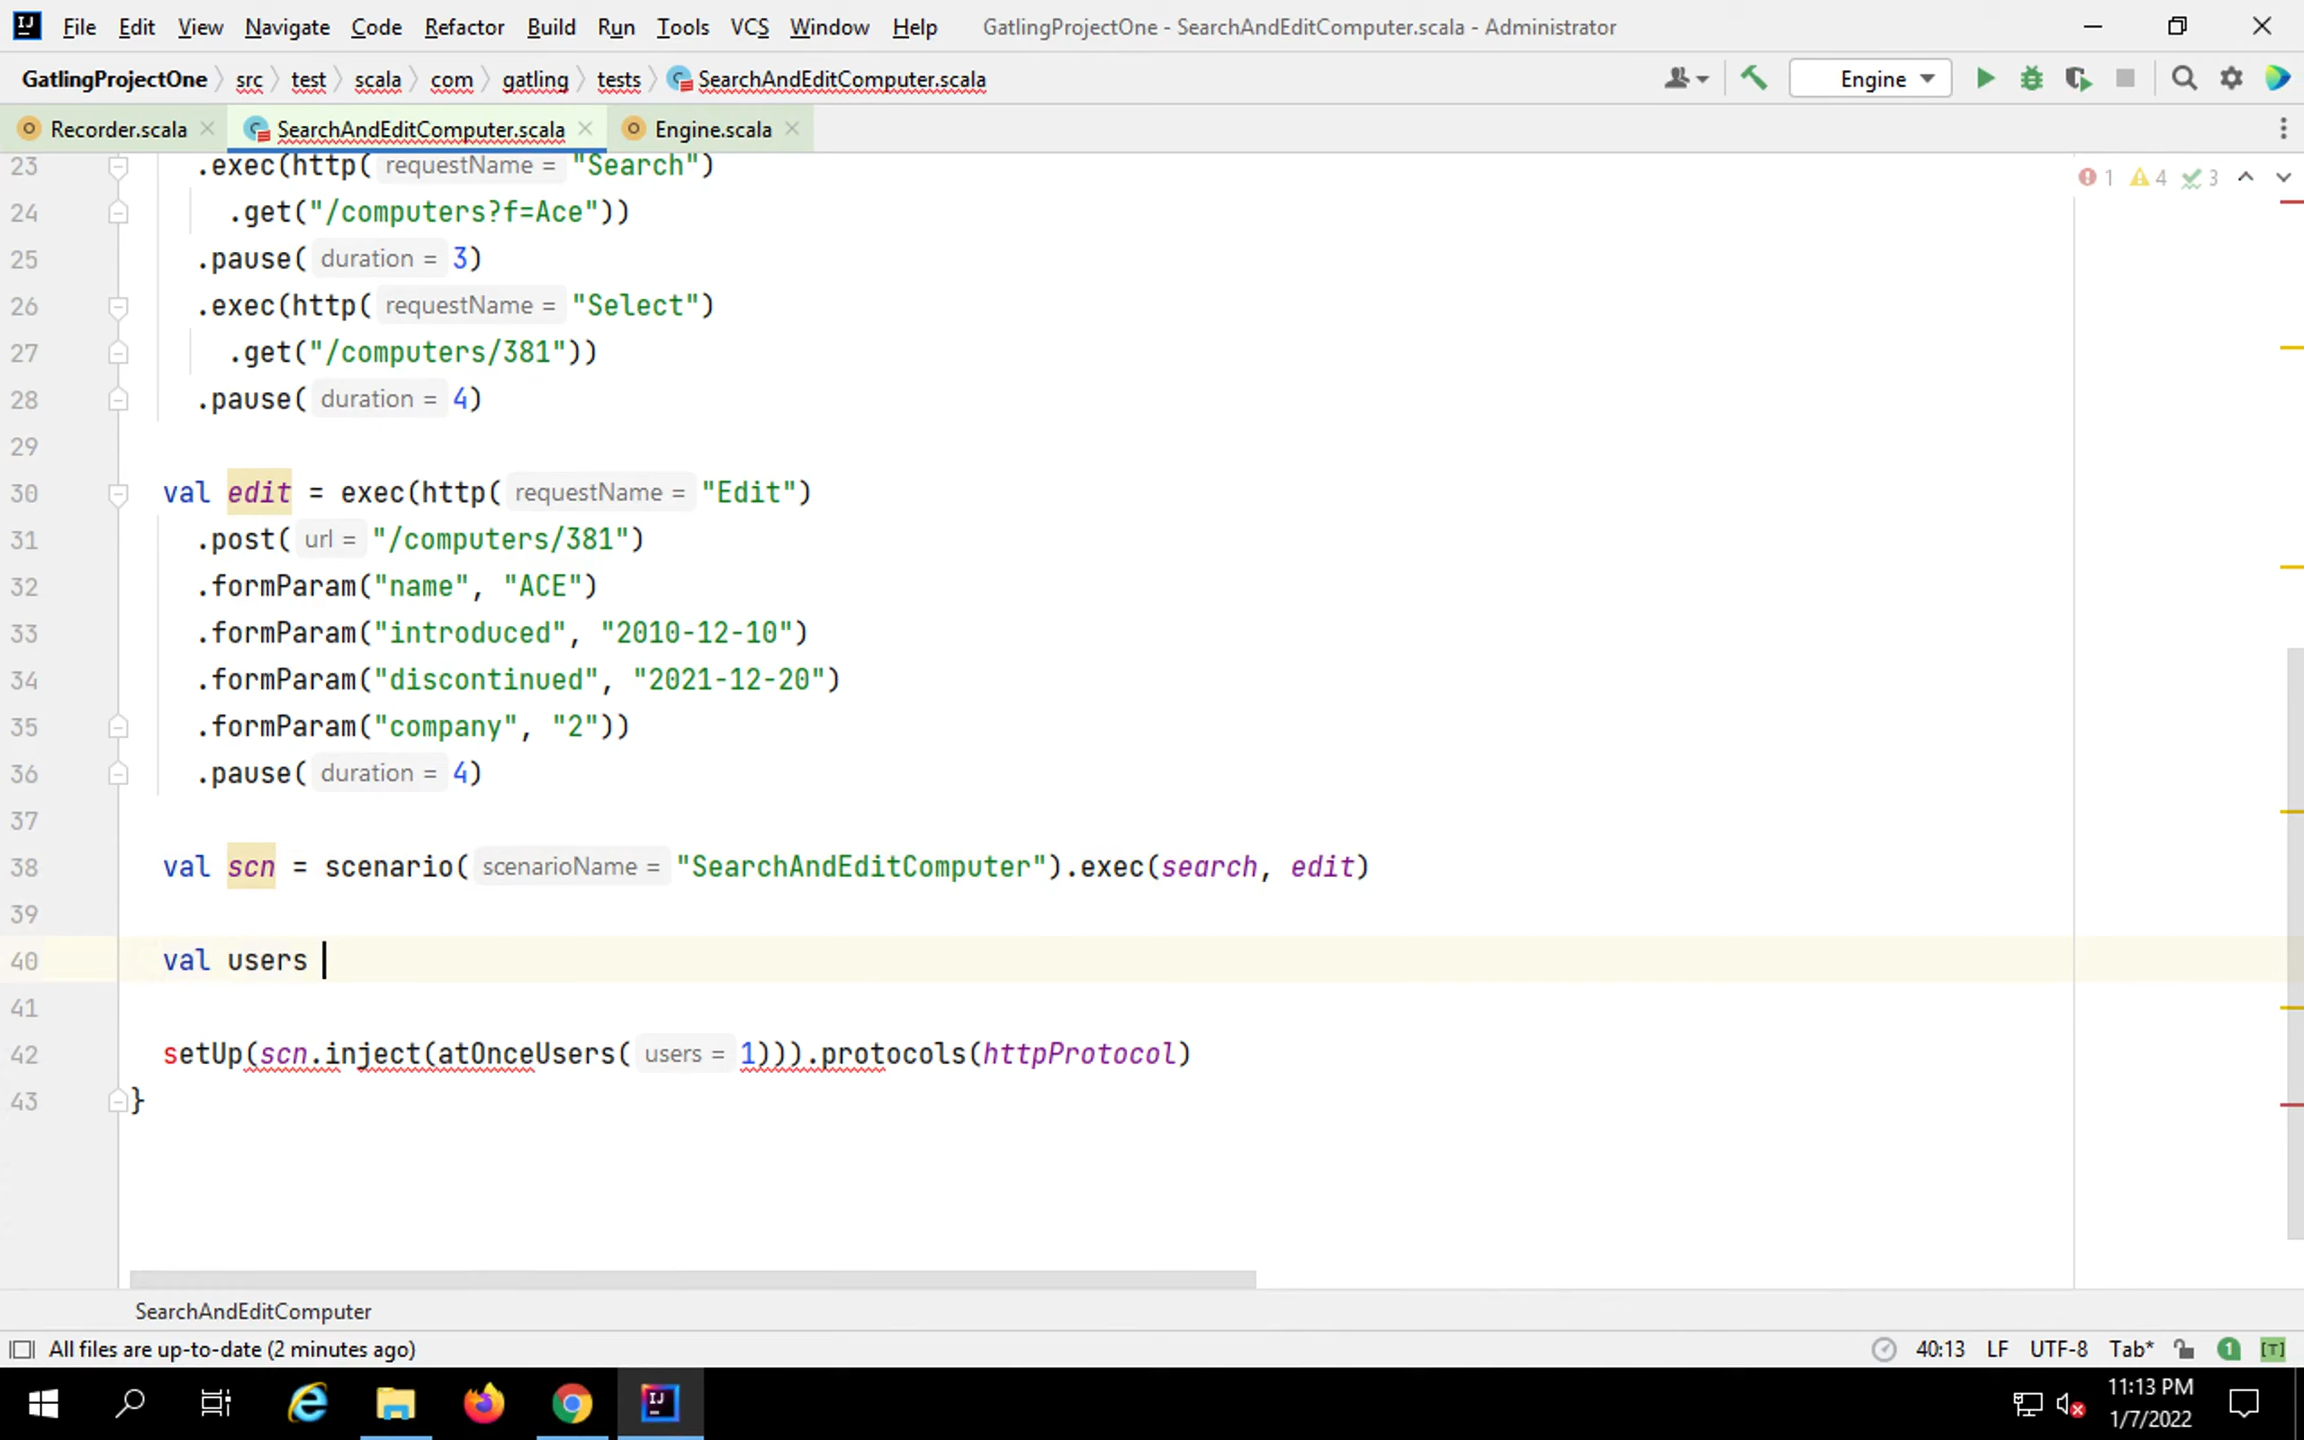 File Edit View Navigate Code Refactor Build Run Tools VCS Window Help GatlingProjectOne - SearchAndEditComputer.scala - Administrator
GatlingProjectOne src test scala com gatling tests SearchAndEditComputer.scala Engine
Recorder.scala SearchAndEditComputer.scala Engine.scala
23 .exec(http( requestName = "Search") 1 4 3
24 .get("/computers?f=Ace"))
25 .pause( duration = 3)
26 .exec(http( requestName = "Select")
27 .get("/computers/381"))
28 .pause( duration = 4)
29
30 val edit = exec(http( requestName = "Edit")
31 .post( url = "/computers/381")
32 .formParam("name", "ACE")
33 .formParam("introduced", "2010-12-10")
34 .formParam("discontinued", "2021-12-20")
35 .formParam("company", "2"))
36 .pause( duration = 4)
37
38 val scn = scenario( scenarioName = "SearchAndEditComputer").exec(search, edit)
39
40 val users
41
42 setUp(scn.inject(atOnceUsers( users = 1))).protocols(httpProtocol)
43 }
SearchAndEditComputer
All files are up-to-date (2 minutes ago) 40:13 LF UTF-8 Tab* 1 [T]
11:13 PM
1/7/2022